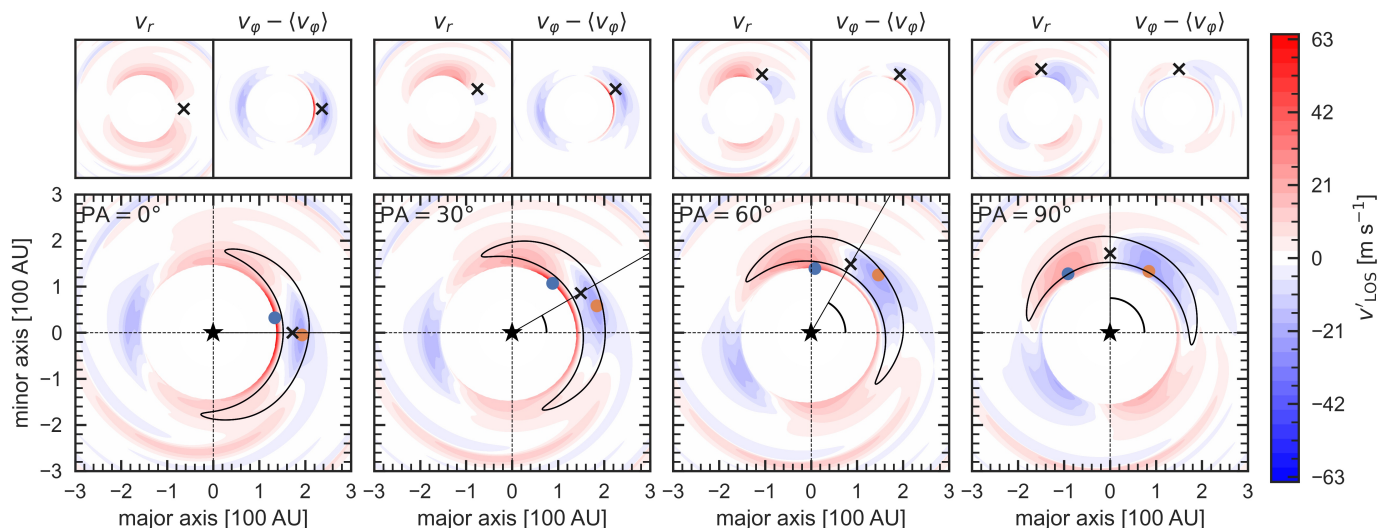 v_r v_φ − ⟨v_φ⟩ v_r v_φ − ⟨v_φ⟩ v_r v_φ − ⟨v_φ⟩ v_r v_φ − ⟨v_φ⟩
PA = 0° PA = 30° PA = 60° PA = 90°
3
2
1
0
−1
−2
−3
minor axis [100 AU]
−3 −2 −1 0 1 2 3 −3 −2 −1 0 1 2 3 −3 −2 −1 0 1 2 3 −3 −2 −1 0 1 2 3
major axis [100 AU] major axis [100 AU] major axis [100 AU] major axis [100 AU]
63
42
21
0
−21
−42
−63
v′_LOS [m s⁻¹]